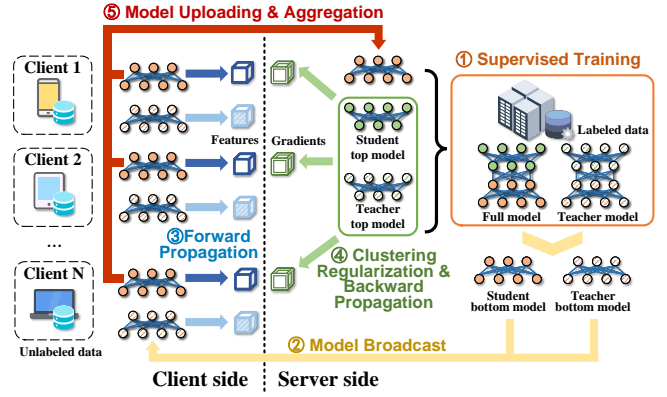 ⑤ Model Uploading & Aggregation
① Supervised Training
Client 1
Client 2
...
Client N
Unlabeled data
Features
Gradients
Student
top model
Teacher
top model
Labeled data
Full model
Teacher model
③Forward
Propagation
④ Clustering
Regularization &
Backward
Propagation
Student
bottom model
Teacher
bottom model
② Model Broadcast
Client side
Server side